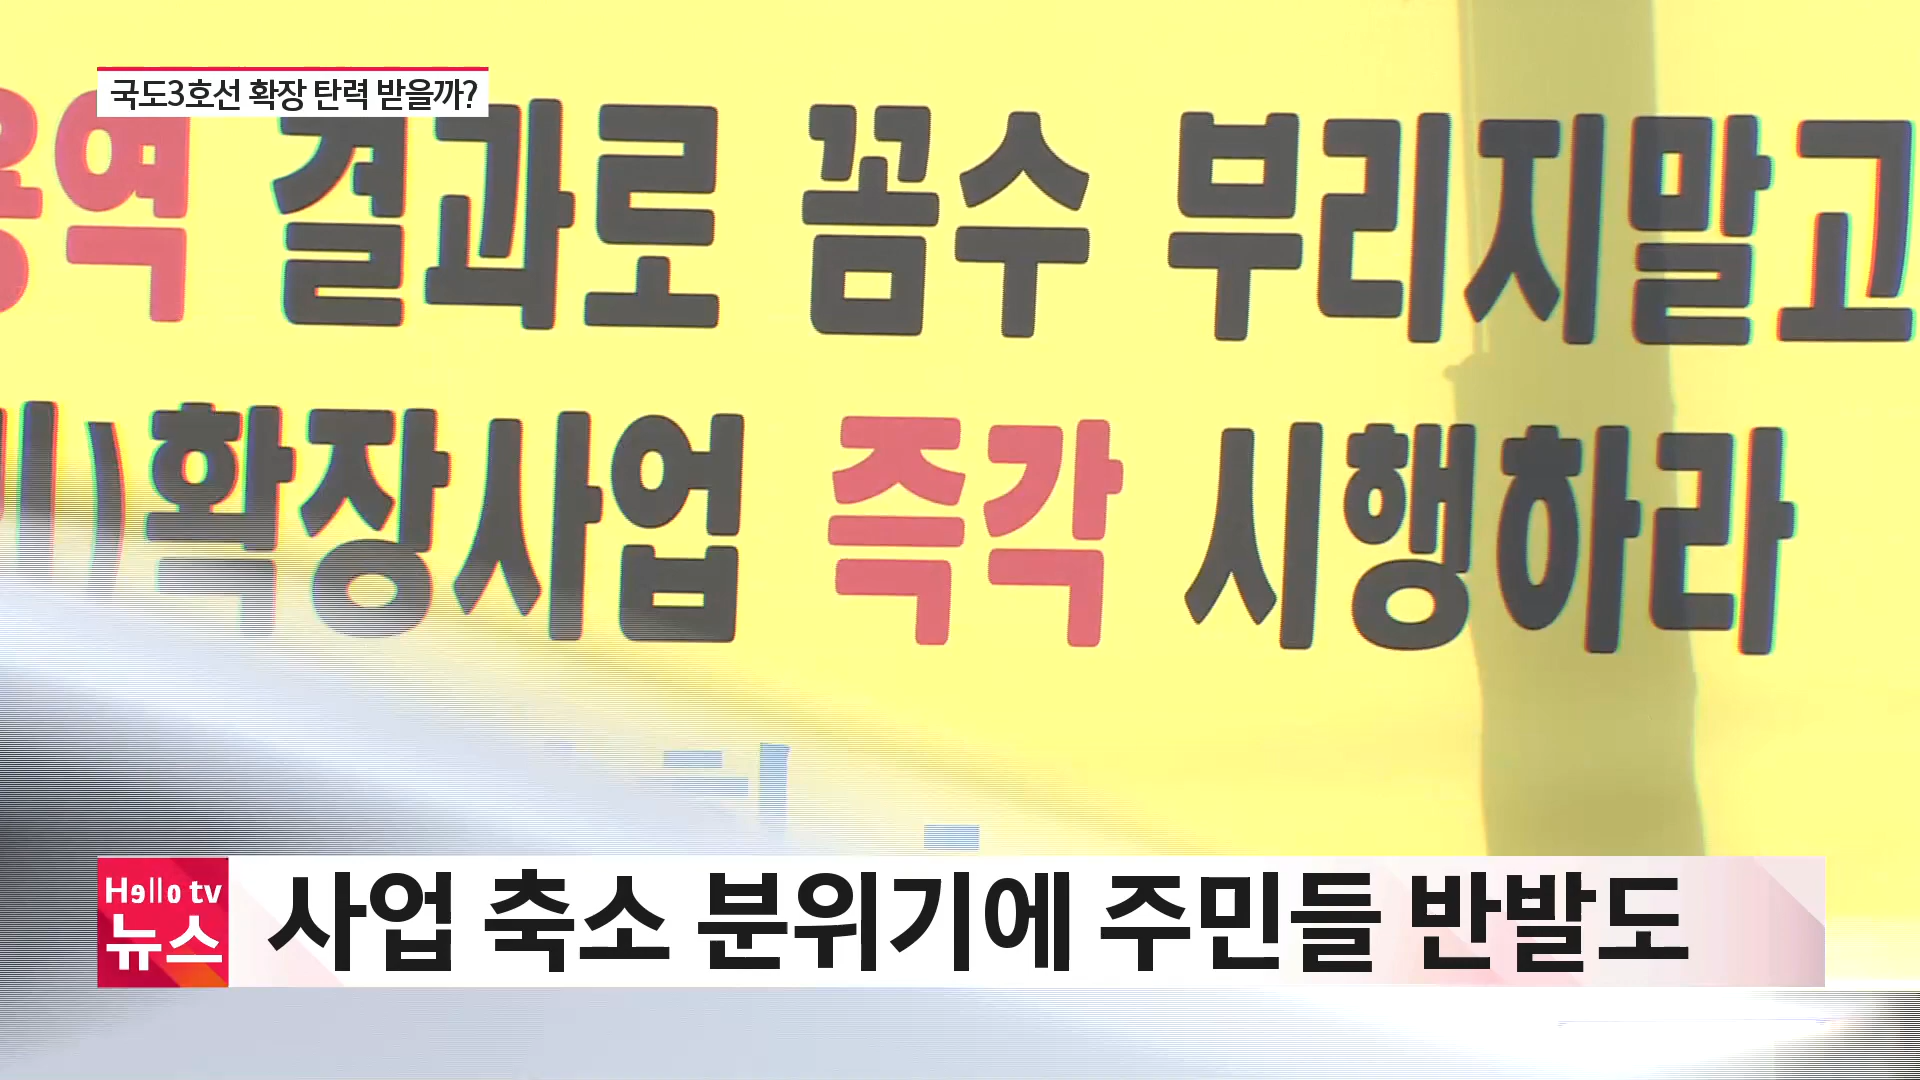 국도3호선 확장 탄력 받을까?
용역 결과로 꼼수 부리지말고
)확장사업 즉각 시행하라
Hello tv
뉴스
사업 축소 분위기에 주민들 반발도